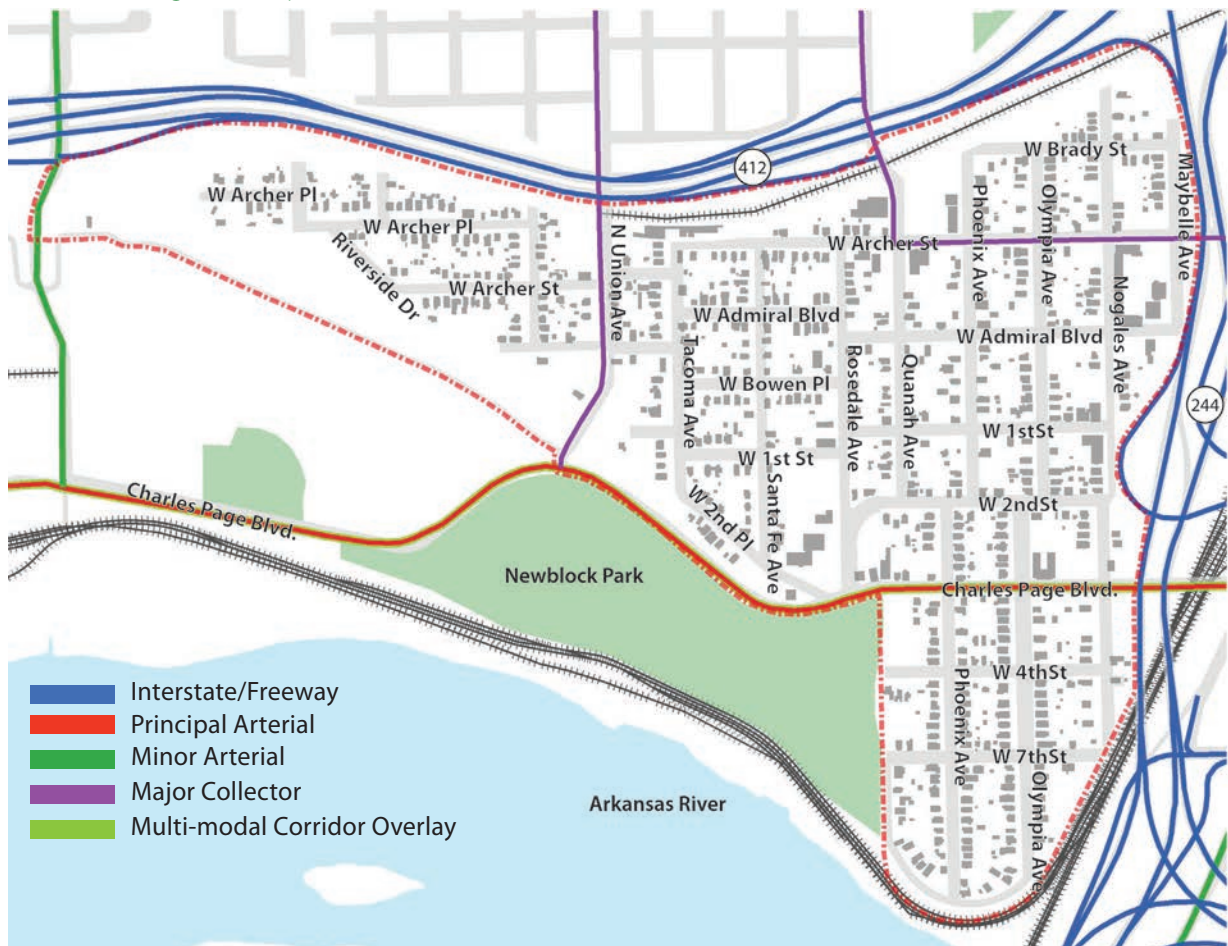 412
W Brady St
W Archer Pl
Maybelle Ave
Phoenix Ave
Olympia Ave
W Archer Pl
Riverside Dr
N Union Ave
W Archer St
W Archer St
Nogales Ave
W Admiral Blvd
W Admiral Blvd
Tacoma Ave
Rosedale Ave
Quanah Ave
W Bowen Pl
244
W 1stSt
W 1st St
Santa Fe Ave
W 2nd Pl
W 2ndSt
Charles Page Blvd.
Newblock Park
Charles Page Blvd.
W 4thSt
Phoenix Ave
W 7thSt
Olympia Ave
Arkansas River
Interstate/Freeway
Principal Arterial
Minor Arterial
Major Collector
Multi-modal Corridor Overlay